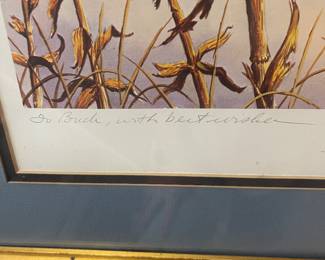 To Buck, with best wishes